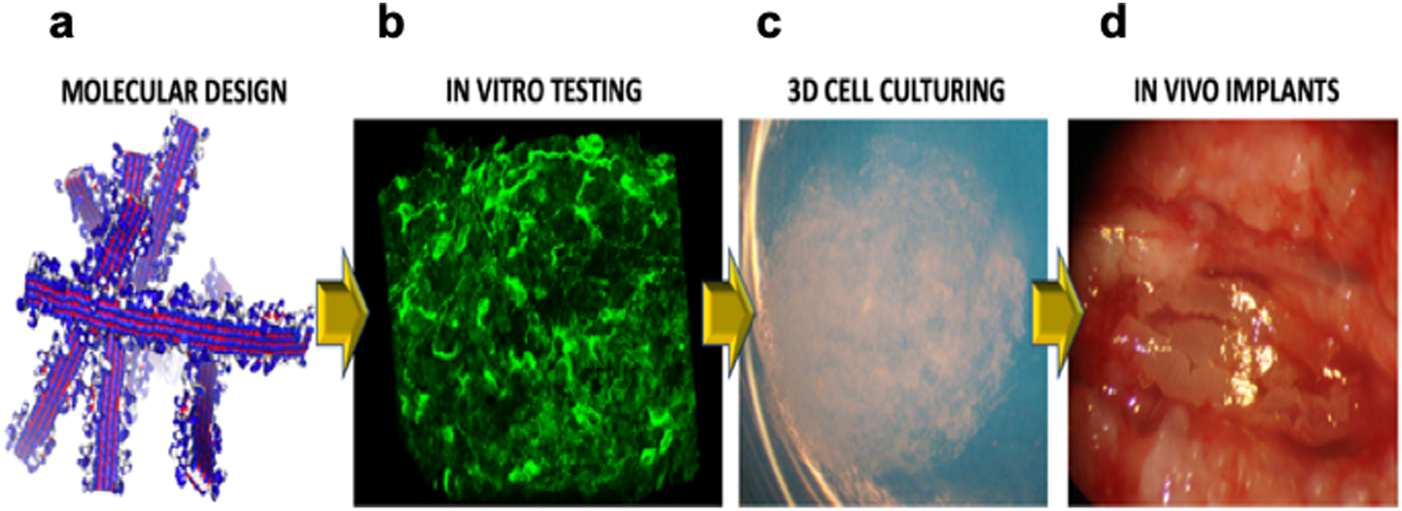 a b c d
MOLECULAR DESIGN IN VITRO TESTING 3D CELL CULTURING IN VIVO IMPLANTS